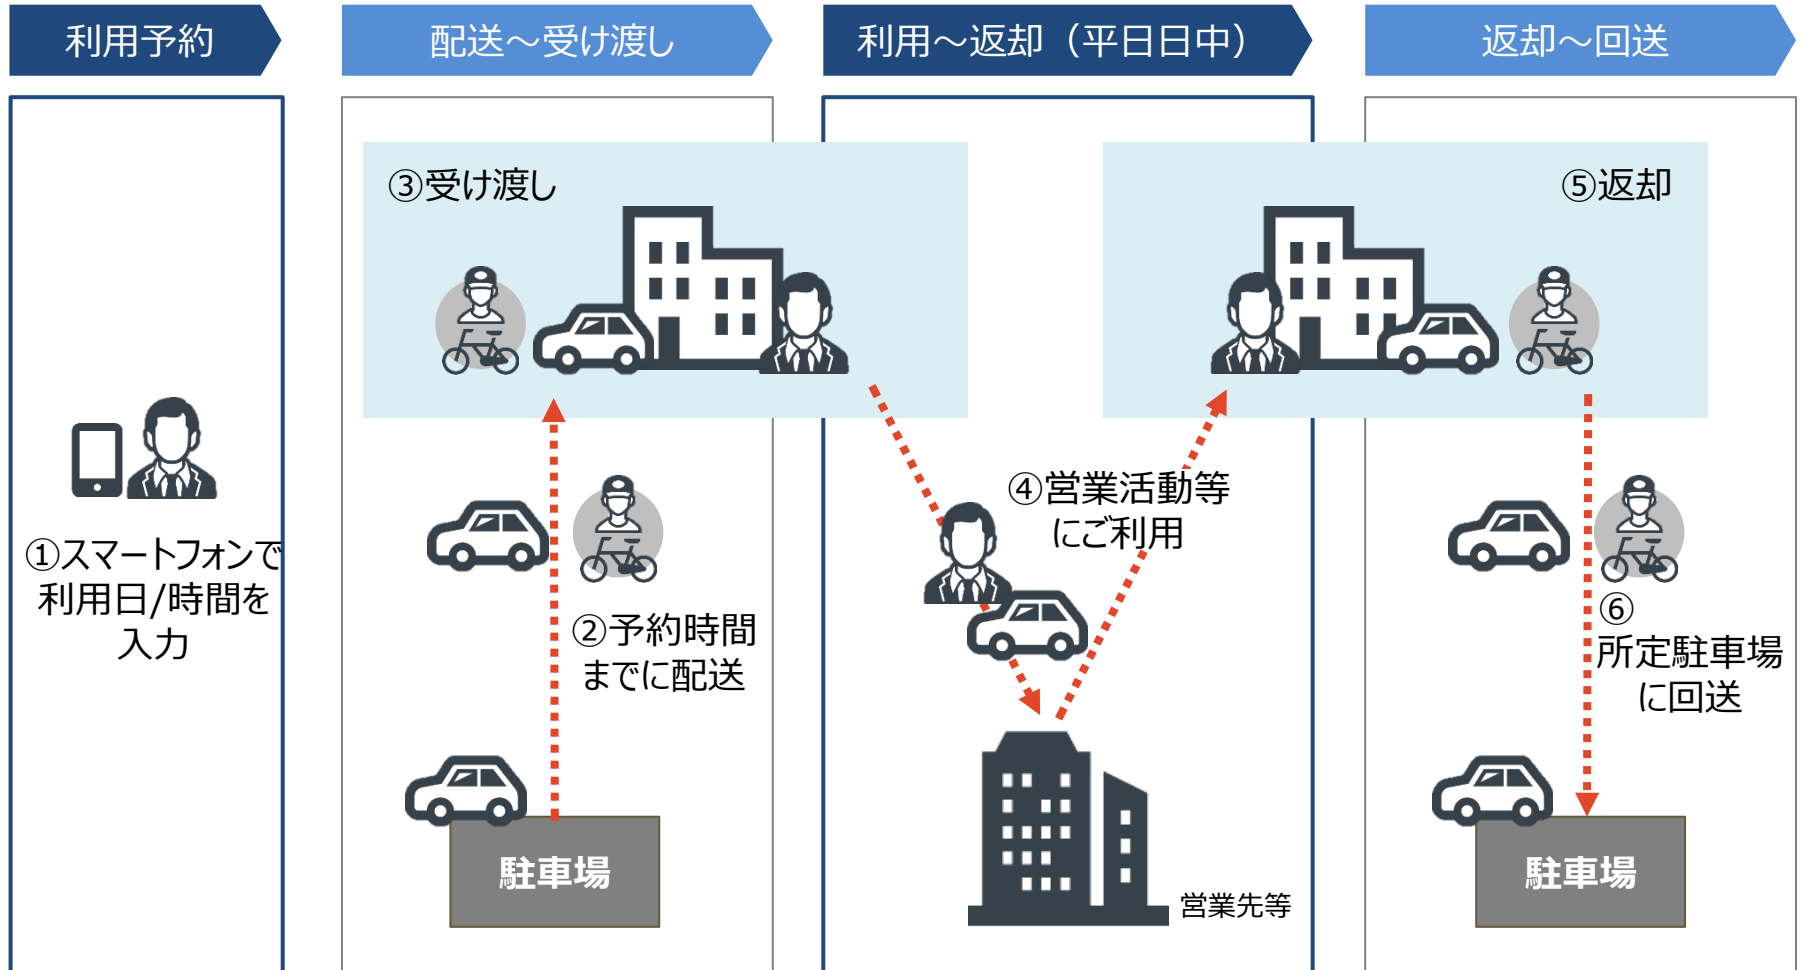 利用予約
配送～受け渡し
利用～返却（平日日中）
返却～回送
①スマートフォンで
利用日/時間を
入力
③受け渡し
②予約時間
までに配送
駐車場
④営業活動等
にご利用
営業先等
⑤返却
⑥
所定駐車場
に回送
駐車場